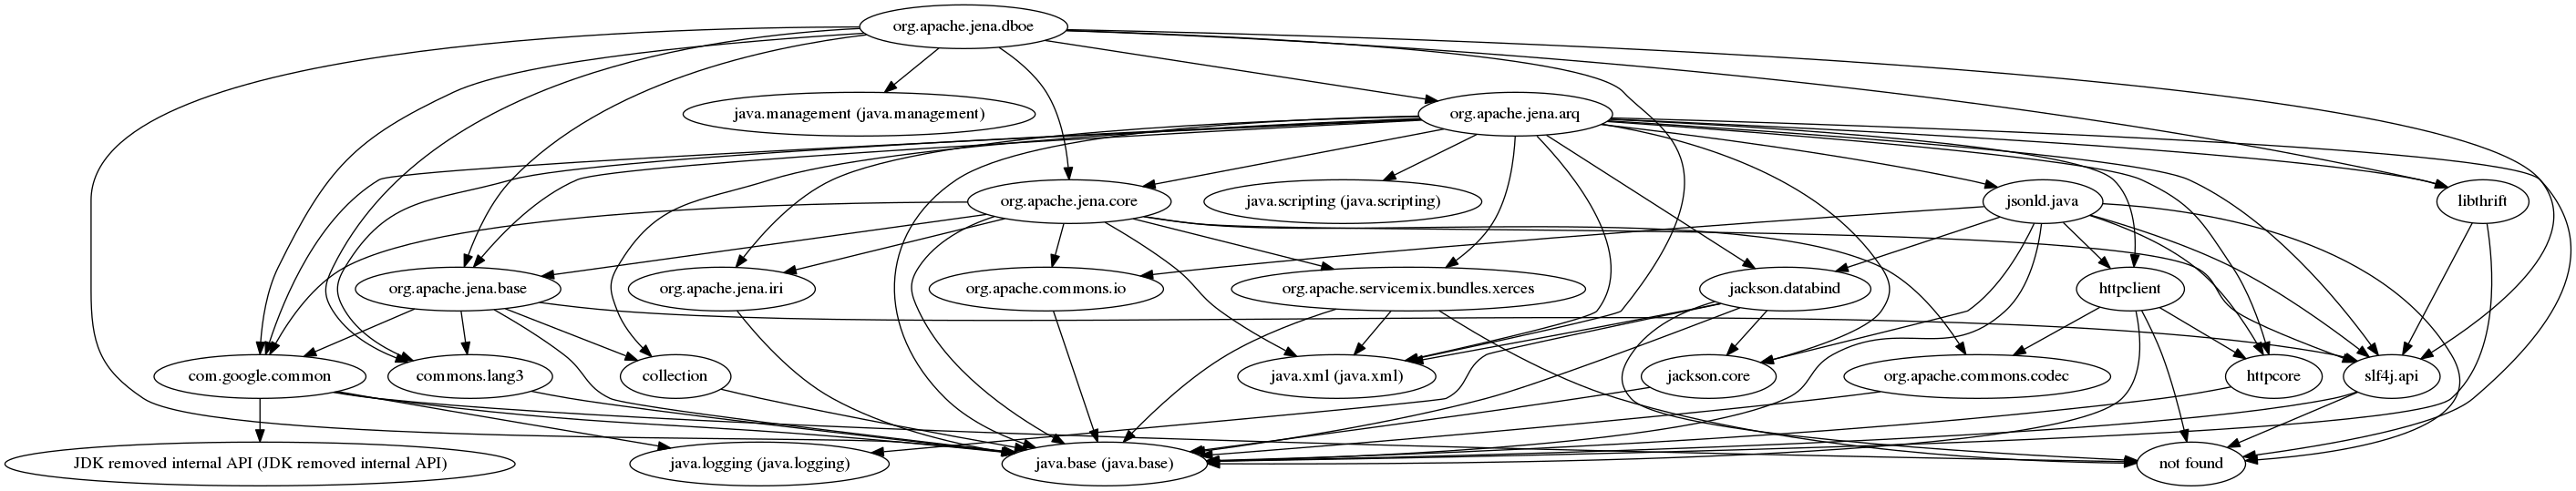 org.apache.jena.dboe
java.management (java.management)
org.apache.jena.arq
org.apache.jena.core
java.scripting (java.scripting)
jsonld.java
libthrift
org.apache.jena.base
org.apache.jena.iri
org.apache.commons.io
org.apache.servicemix.bundles.xerces
jackson.databind
httpclient
com.google.common
commons.lang3
collection
java.xml (java.xml)
jackson.core
org.apache.commons.codec
httpcore
slf4j.api
JDK removed internal API (JDK removed internal API)
java.logging (java.logging)
java.base (java.base)
not found